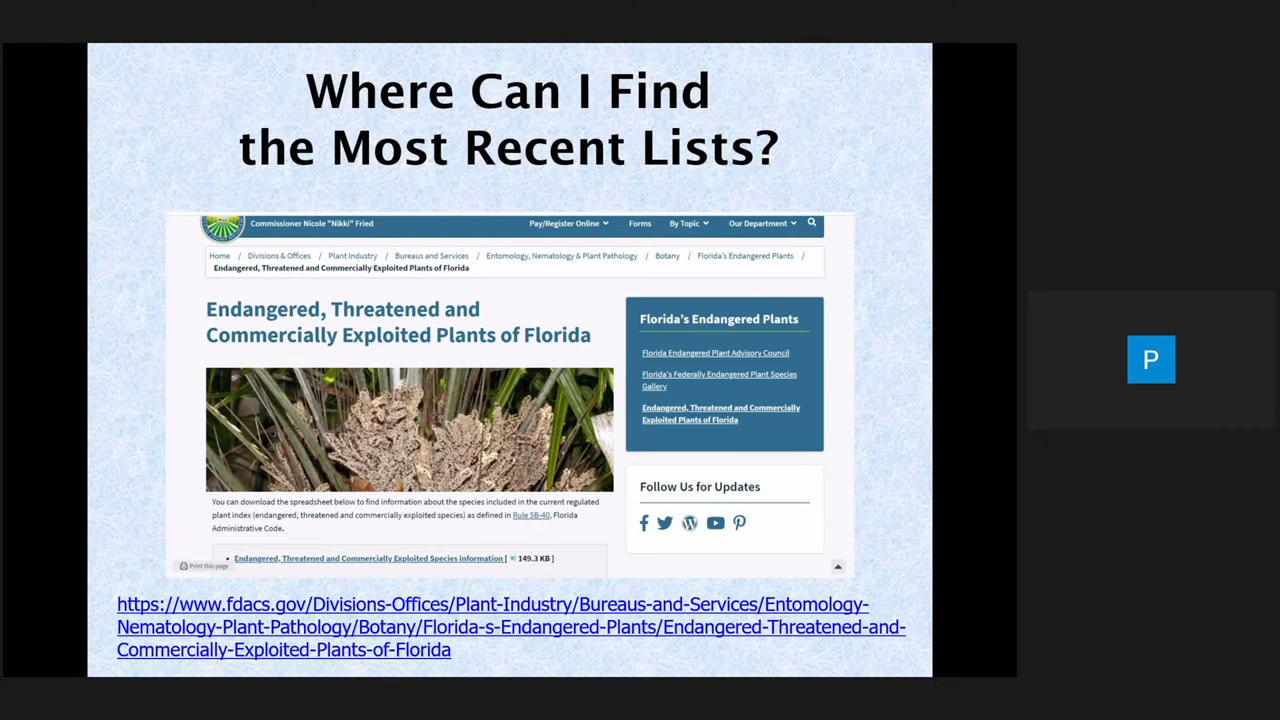 Where Can I Find
the Most Recent Lists?
Commissioner Nicole "Nikki" Fried
Pay/Register Online
Forms
By Topic
Our Department
Home / Divisions & Offices / Plant Industry / Bureaus and Services / Entomology, Nematology & Plant Pathology / Botany / Florida's Endangered Plants /
Endangered, Threatened and Commercially Exploited Plants of Florida
Endangered, Threatened and
Commercially Exploited Plants of Florida
You can download the spreadsheet below to find information about the species included in the current regulated
plant index (endangered, threatened and commercially exploited species) as defined in Rule 5B-40, Florida
Administrative Code.
• Endangered, Threatened and Commercially Exploited Species information [ 149.3 KB ]
Print this page
Florida's Endangered Plants
Florida Endangered Plant Advisory Council
Florida's Federally Endangered Plant Species
Gallery
Endangered, Threatened and Commercially
Exploited Plants of Florida
Follow Us for Updates
https://www.fdacs.gov/Divisions-Offices/Plant-Industry/Bureaus-and-Services/Entomology-
Nematology-Plant-Pathology/Botany/Florida-s-Endangered-Plants/Endangered-Threatened-and-
Commercially-Exploited-Plants-of-Florida
P